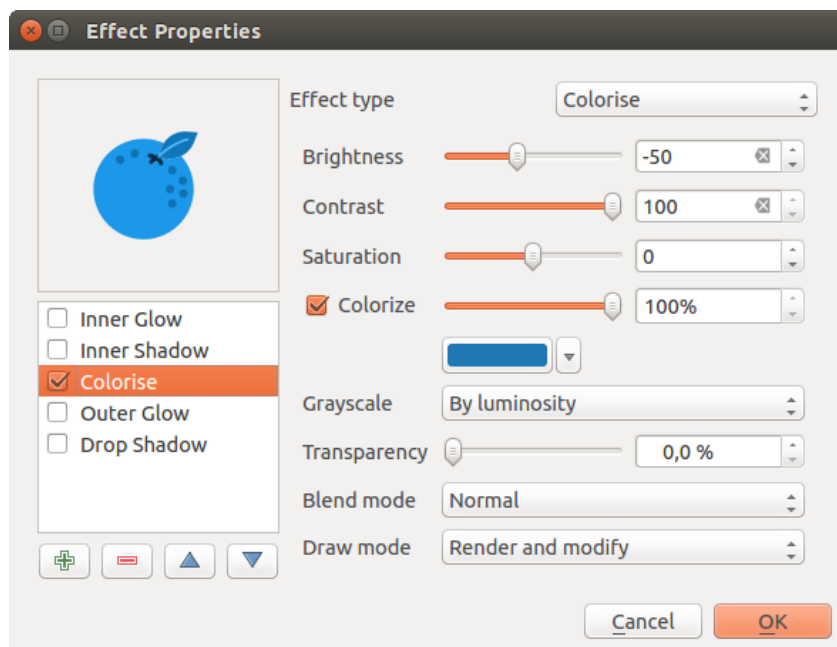 Effect Properties
Effect type
Colorise
Brightness
-50
Contrast
100
Saturation
0
Colorize
100%
Inner Glow
Inner Shadow
Colorise
Outer Glow
Drop Shadow
Grayscale
By luminosity
Transparency
0,0 %
Blend mode
Normal
Draw mode
Render and modify
Cancel
OK